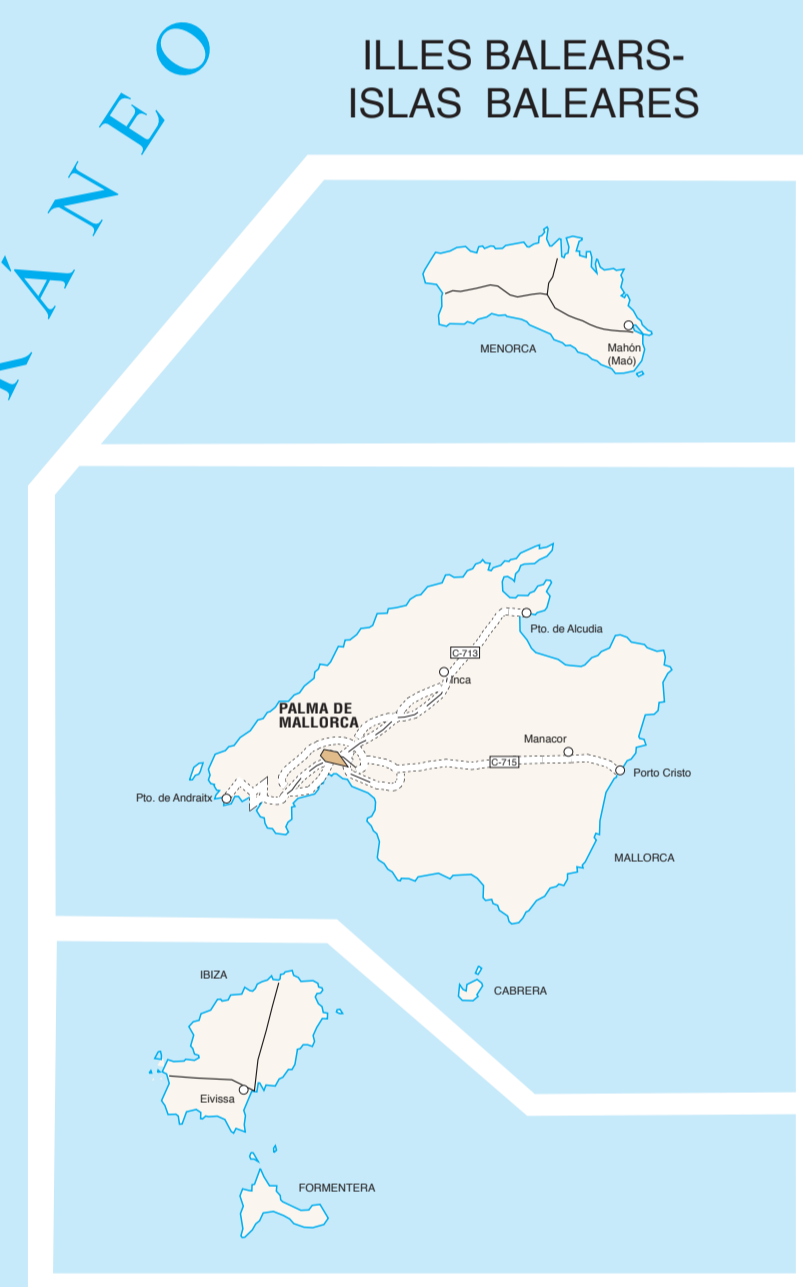 ILLES BALEARS-
ISLAS BALEARES
RÁNEO
MENORCA
Mahón
(Maó)
Pto. de Alcudia
C-713
Inca
PALMA DE
MALLORCA
Manacor
C-715
Porto Cristo
Pto. de Andraitx
MALLORCA
IBIZA
CABRERA
Eivissa
FORMENTERA